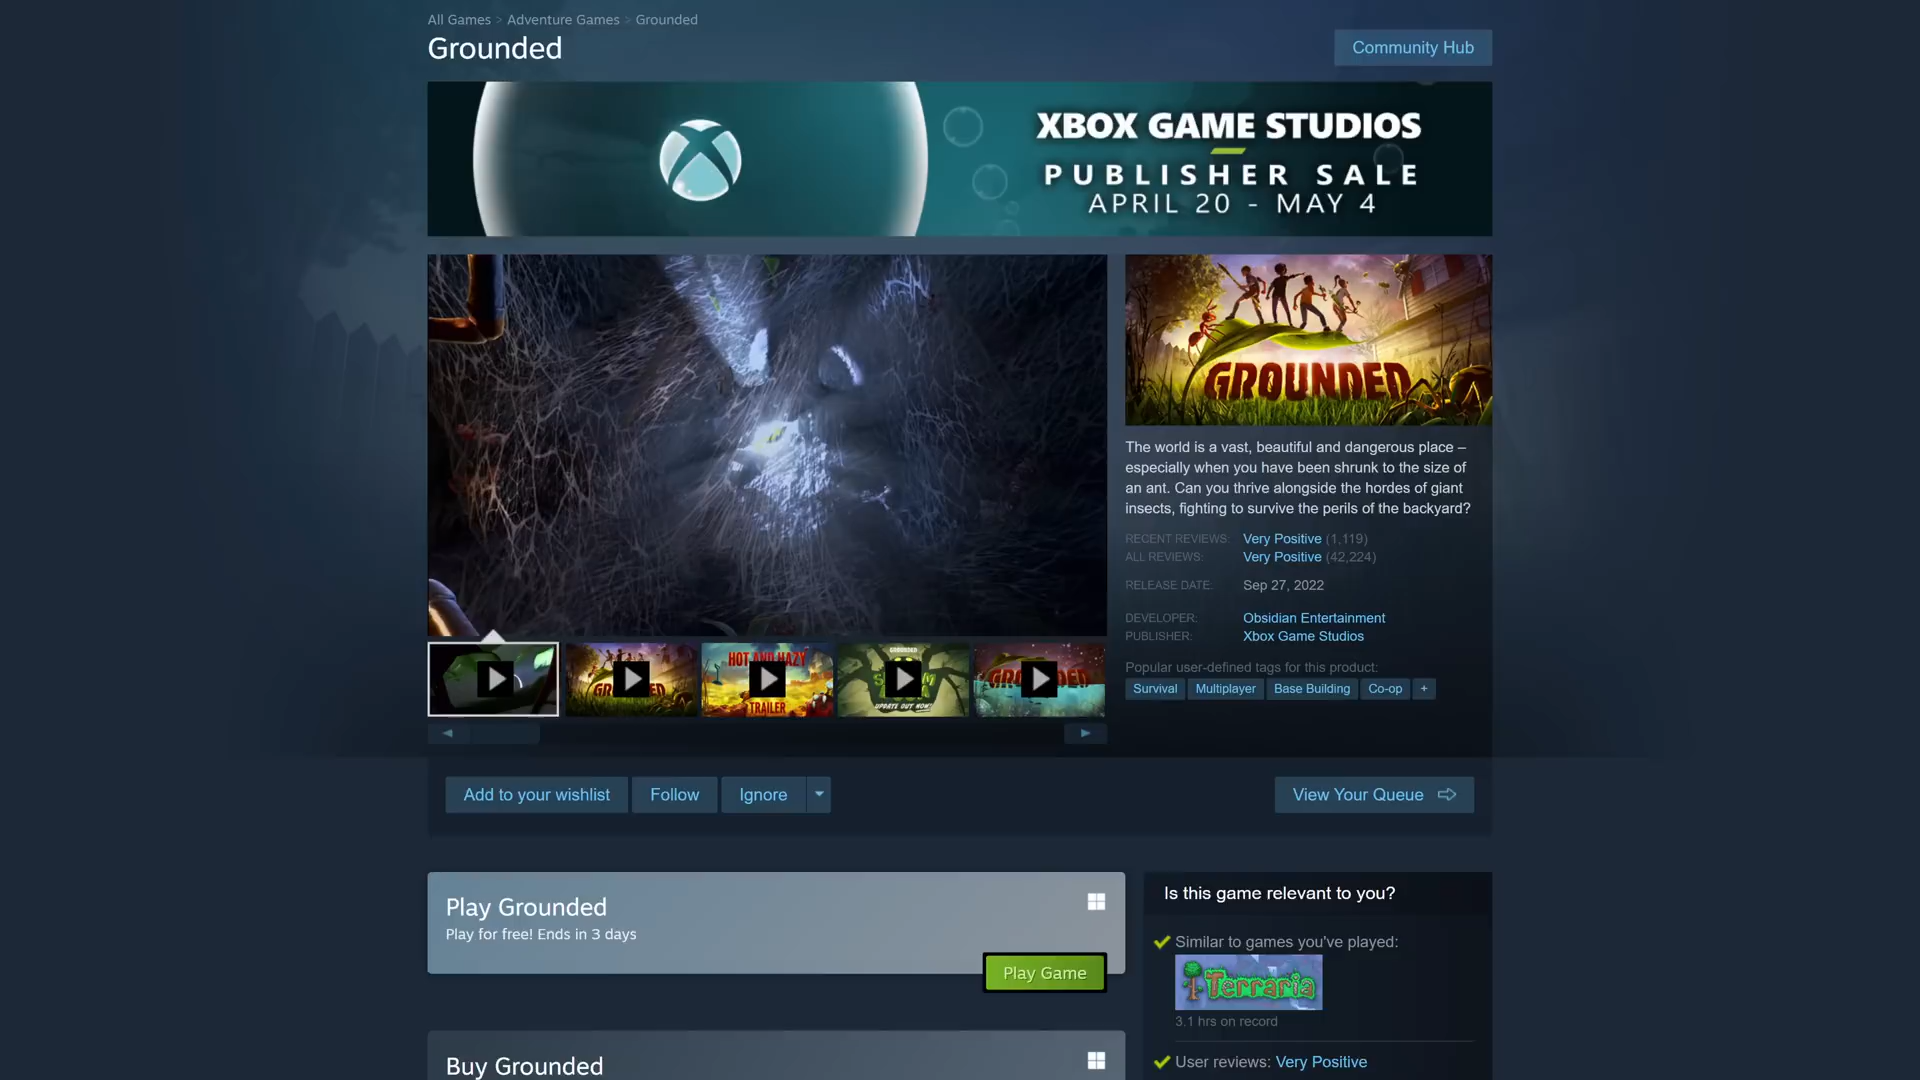 All Games > Adventure Games > Grounded
Grounded
Community Hub
XBOX GAME STUDIOS
PUBLISHER SALE
APRIL 20 - MAY 4
GROUNDED
The world is a vast, beautiful and dangerous place –
especially when you have been shrunk to the size of
an ant. Can you thrive alongside the hordes of giant
insects, fighting to survive the perils of the backyard?
RECENT REVIEWS: Very Positive (1,119)
ALL REVIEWS: Very Positive (42,224)
RELEASE DATE: Sep 27, 2022
DEVELOPER: Obsidian Entertainment
PUBLISHER: Xbox Game Studios
Popular user-defined tags for this product:
Survival Multiplayer Base Building Co-op +
HOT AND HAZY
TRAILER
GROUNDED
UPDATE OUT NOW!
Add to your wishlist
Follow
Ignore
View Your Queue
Play Grounded
Play for free! Ends in 3 days
Play Game
Is this game relevant to you?
Similar to games you've played:
Terraria
3.1 hrs on record
User reviews: Very Positive
Buy Grounded